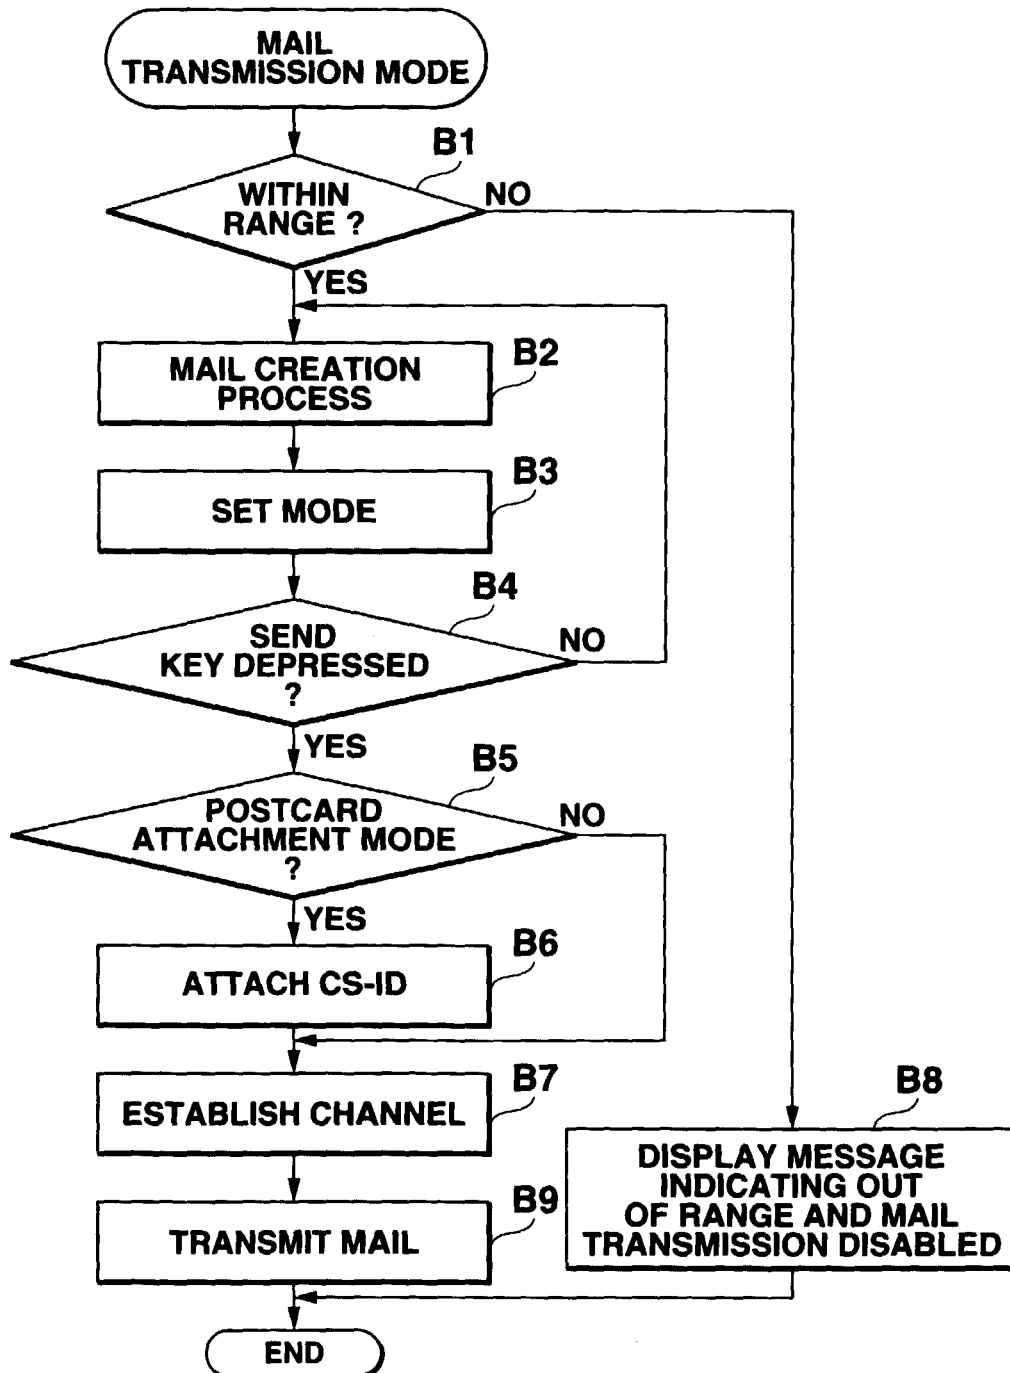 MAIL
TRANSMISSION MODE
B1
WITHIN
RANGE ?
NO
YES
B2
MAIL CREATION
PROCESS
B3
SET MODE
B4
SEND
KEY DEPRESSED
?
NO
YES
B5
POSTCARD
ATTACHMENT MODE
?
NO
YES
B6
ATTACH CS-ID
B7
ESTABLISH CHANNEL
B8
DISPLAY MESSAGE
INDICATING OUT
OF RANGE AND MAIL
TRANSMISSION DISABLED
B9
TRANSMIT MAIL
END